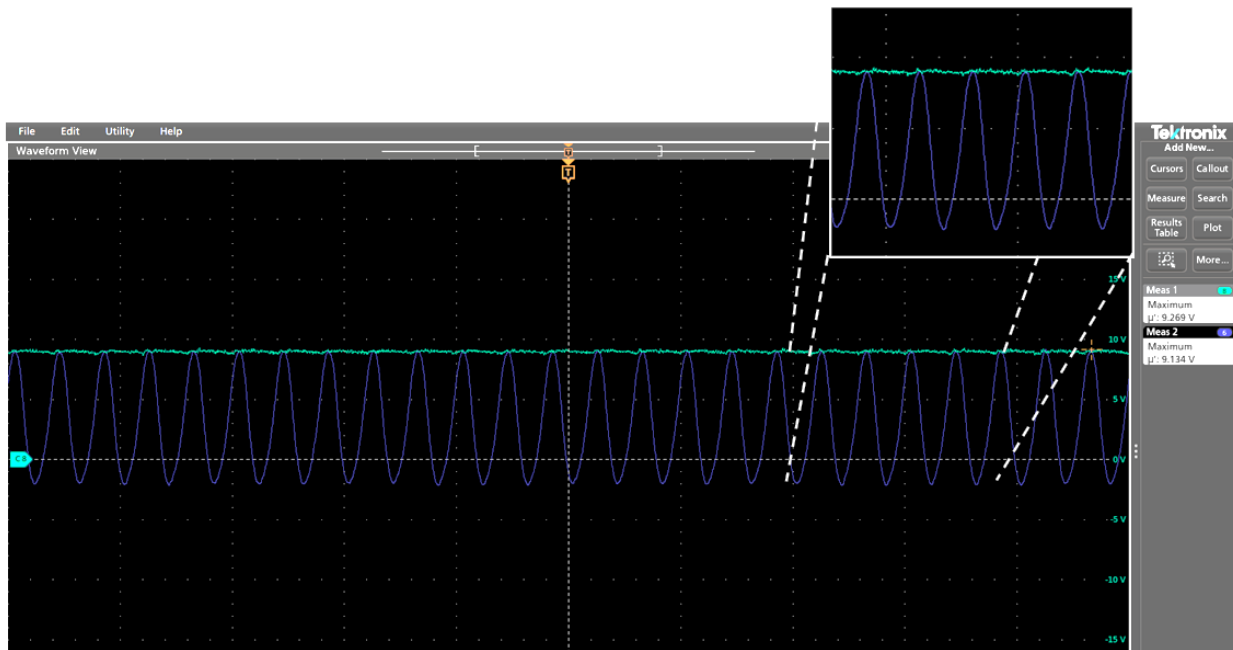 File Edit Utility Help
Waveform View
T
T
Tektronix
Add New...
Cursors Callout
Measure Search
Results
Table
Plot
More...
Meas 1
Maximum
µ': 9.269 V
Meas 2 6
Maximum
µ': 9.134 V
15 V
10 V
5 V
0 V
-5 V
-10 V
-15 V